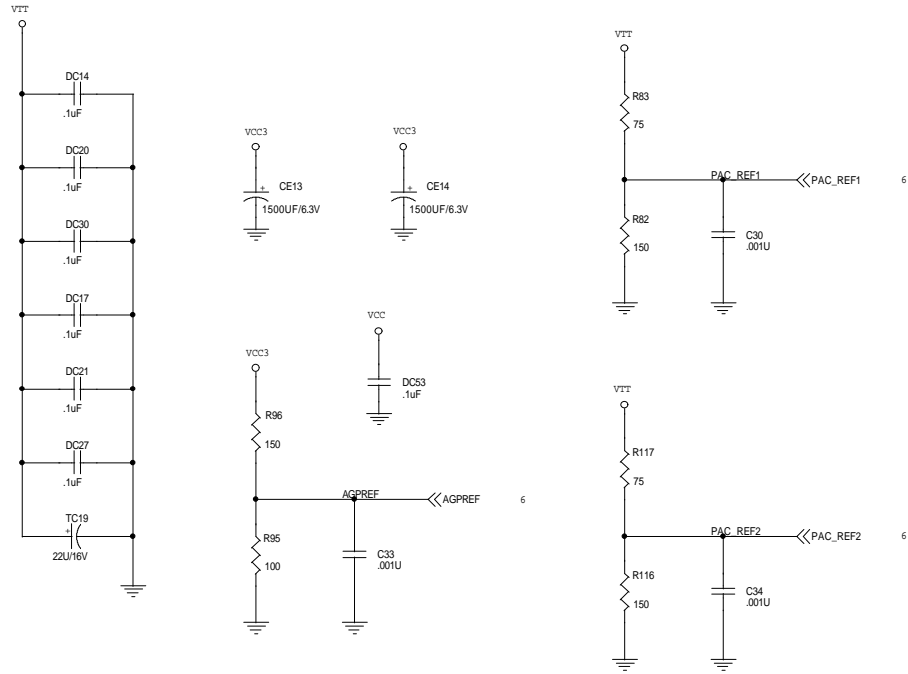 VTT
DC14
.1uF
DC20
.1uF
DC30
.1uF
DC17
.1uF
DC21
.1uF
DC27
.1uF
TC19
+
22U/16V
VCC3
+
CE13
1500UF/6.3V
VCC3
+
CE14
1500UF/6.3V
VCC
DC53
.1uF
VCC3
R96
150
AGPREF
AGPREF 6
R95
100
C33
.001U
VTT
R83
75
PAC_REF1
PAC_REF1 6
R82
150
C30
.001U
VTT
R117
75
PAC_REF2
PAC_REF2 6
R116
150
C34
.001U